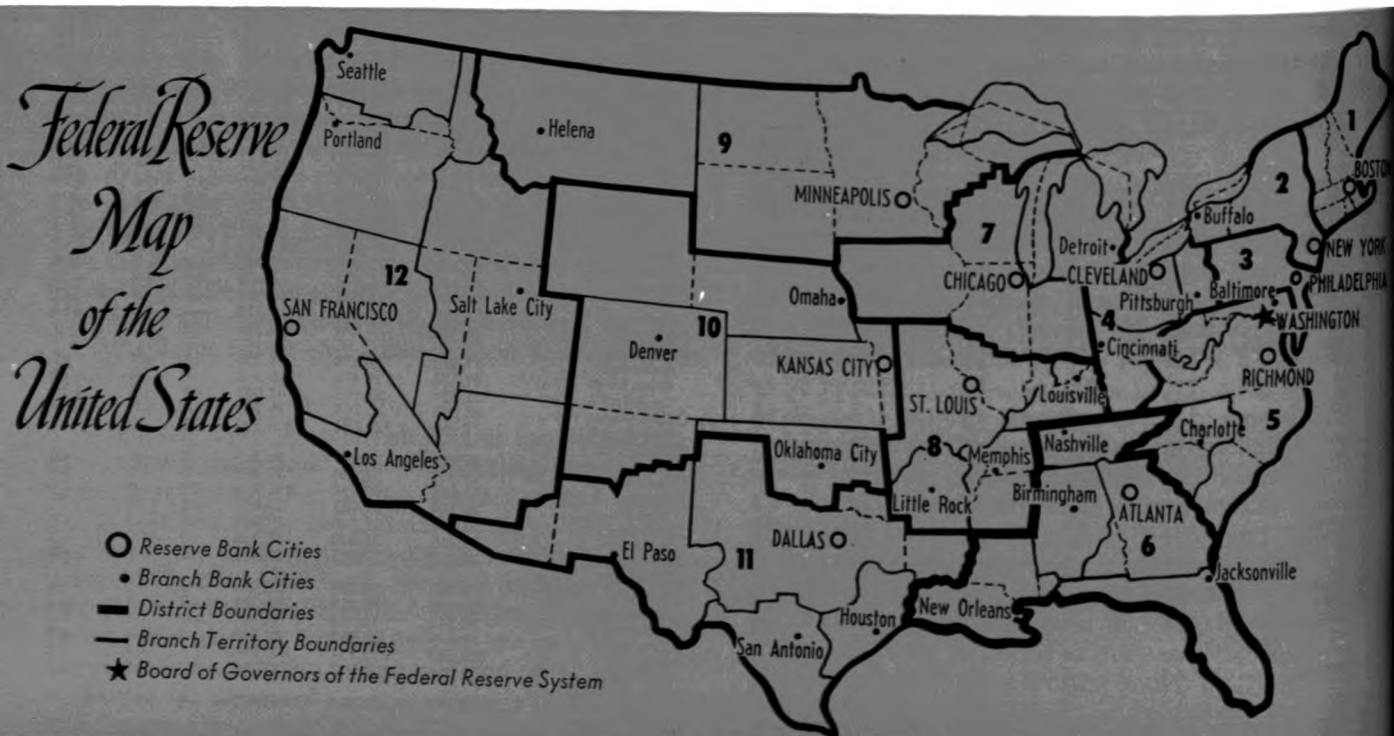 Federal Reserve
Map
of the
United States
Seattle
Portland
Helena
9
MINNEAPOLIS
1
BOSTON
2
Buffalo
NEW YORK
7
Detroit
3
CHICAGO
CLEVELAND
PHILADELPHIA
Pittsburgh
Baltimore
12
SAN FRANCISCO
Salt Lake City
Omaha
4
WASHINGTON
10
Denver
KANSAS CITY
Cincinnati
RICHMOND
ST. LOUIS
Louisville
5
Los Angeles
Oklahoma City
8
Memphis
Nashville
Charlotte
Little Rock
Birmingham
ATLANTA
6
DALLAS
El Paso
11
Jacksonville
Houston
New Orleans
San Antonio
Reserve Bank Cities
Branch Bank Cities
District Boundaries
Branch Territory Boundaries
Board of Governors of the Federal Reserve System